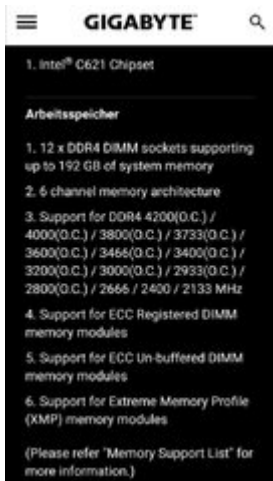 GIGABYTE™
1. Intel® C621 Chipset
Arbeitsspeicher
1. 12 x DDR4 DIMM sockets supporting
up to 192 GB of system memory
2. 6 channel memory architecture
3. Support for DDR4 4200(O.C.) /
4000(O.C.) / 3800(O.C.) / 3733(O.C.) /
3600(O.C.) / 3466(O.C.) / 3400(O.C.) /
3200(O.C.) / 3000(O.C.) / 2933(O.C.) /
2800(O.C.) / 2666 / 2400 / 2133 MHz
4. Support for ECC Registered DIMM
memory modules
5. Support for ECC Un-buffered DIMM
memory modules
6. Support for Extreme Memory Profile
(XMP) memory modules
(Please refer "Memory Support List" for
more information.)